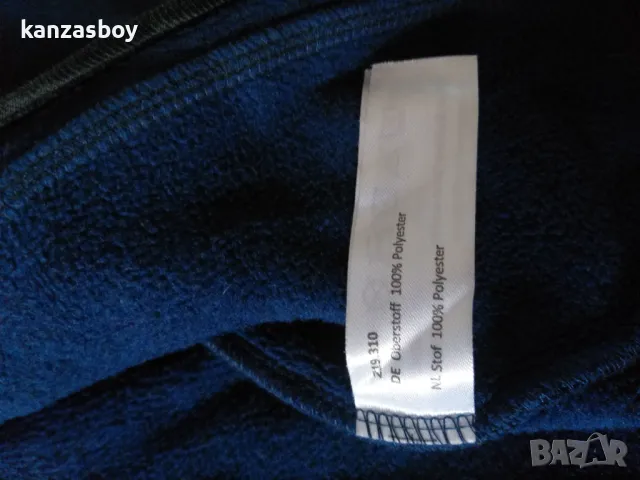 kanzasboy
219.310
DE Oberstoff 100% Polyester
NL Stof 100% Polyester
BAZAR